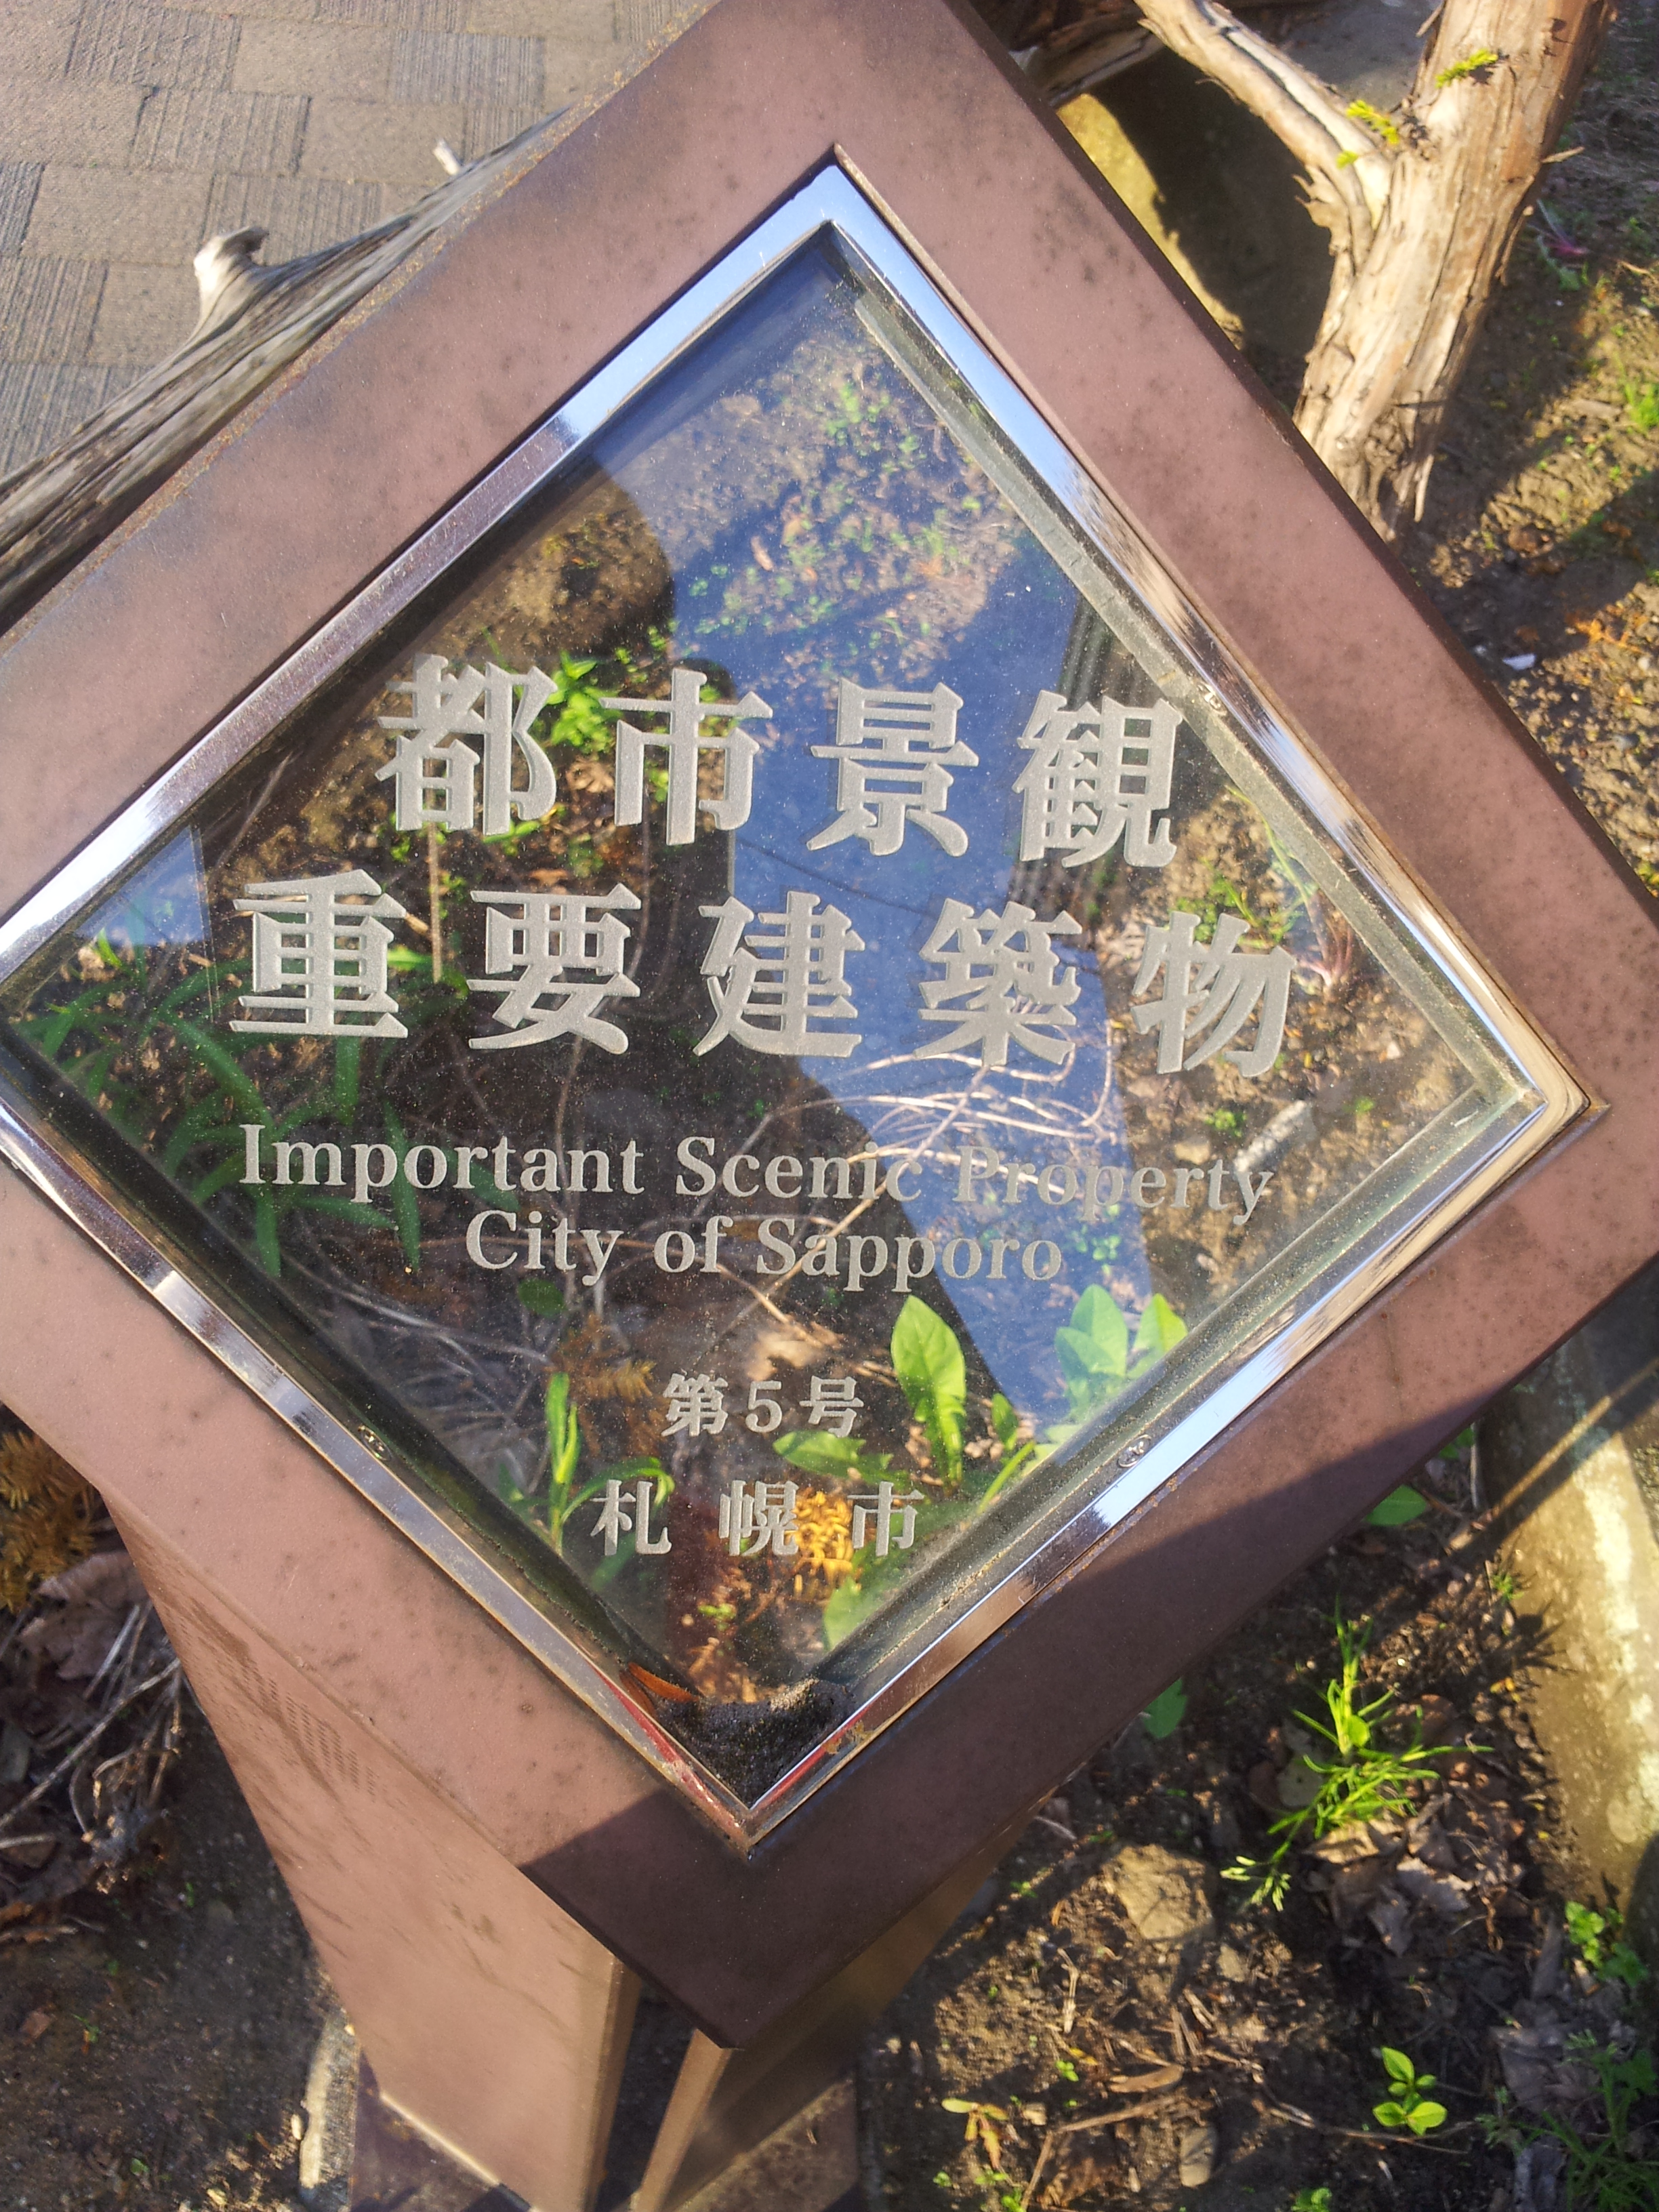 都市景観
重要建築物
Important Scenic Property
City of Sapporo
第5号
札幌市